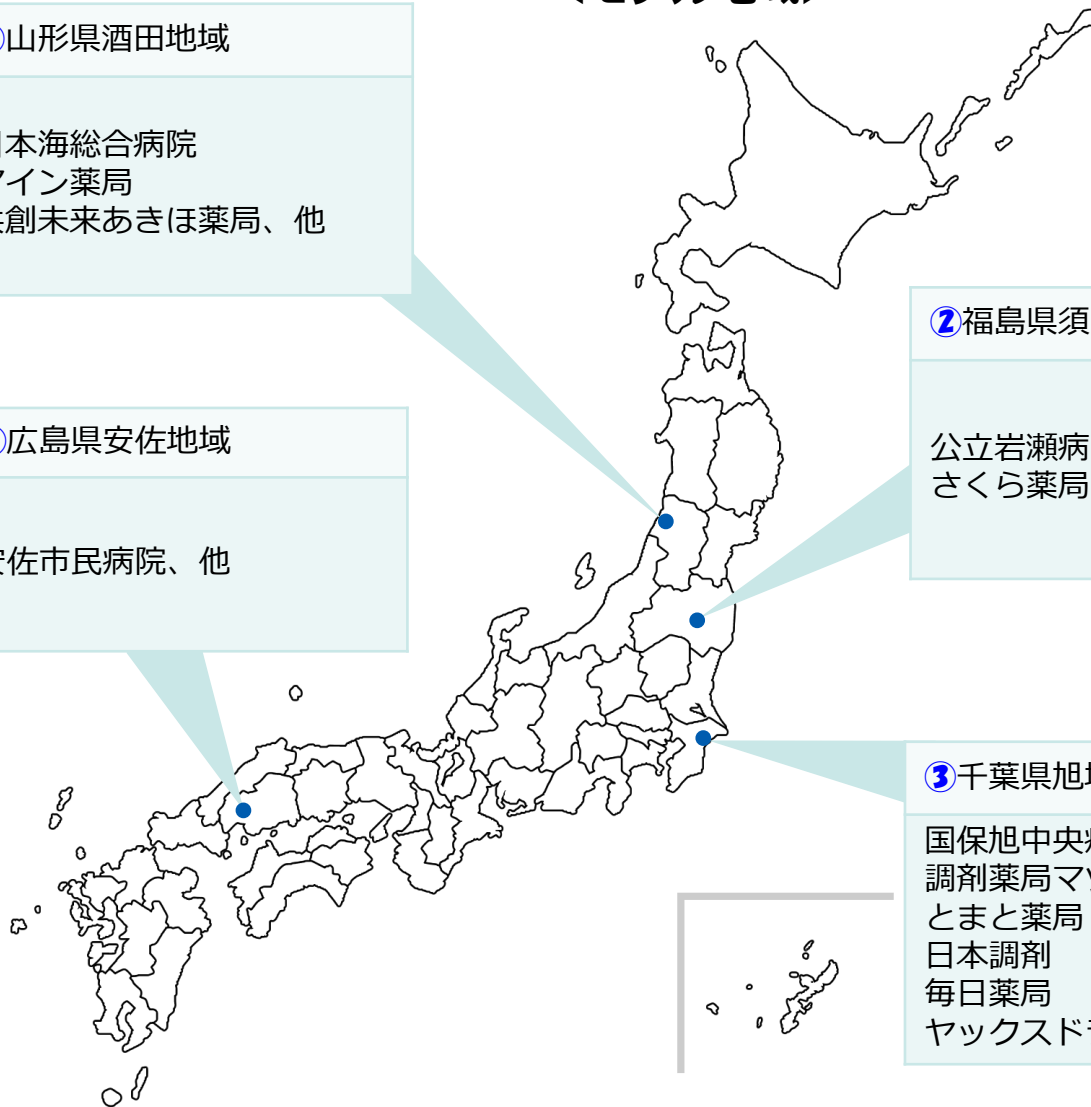 山形県酒田地域
本海総合病院
イン薬局
創未来あきほ薬局、他
②福島県須
公立岩瀬病
さくら薬局
広島県安佐地域
佐市民病院、他
③千葉県旭
国保旭中央
調剤薬局マッ
とまと薬局
日本調剤
毎日薬局
ヤックスド